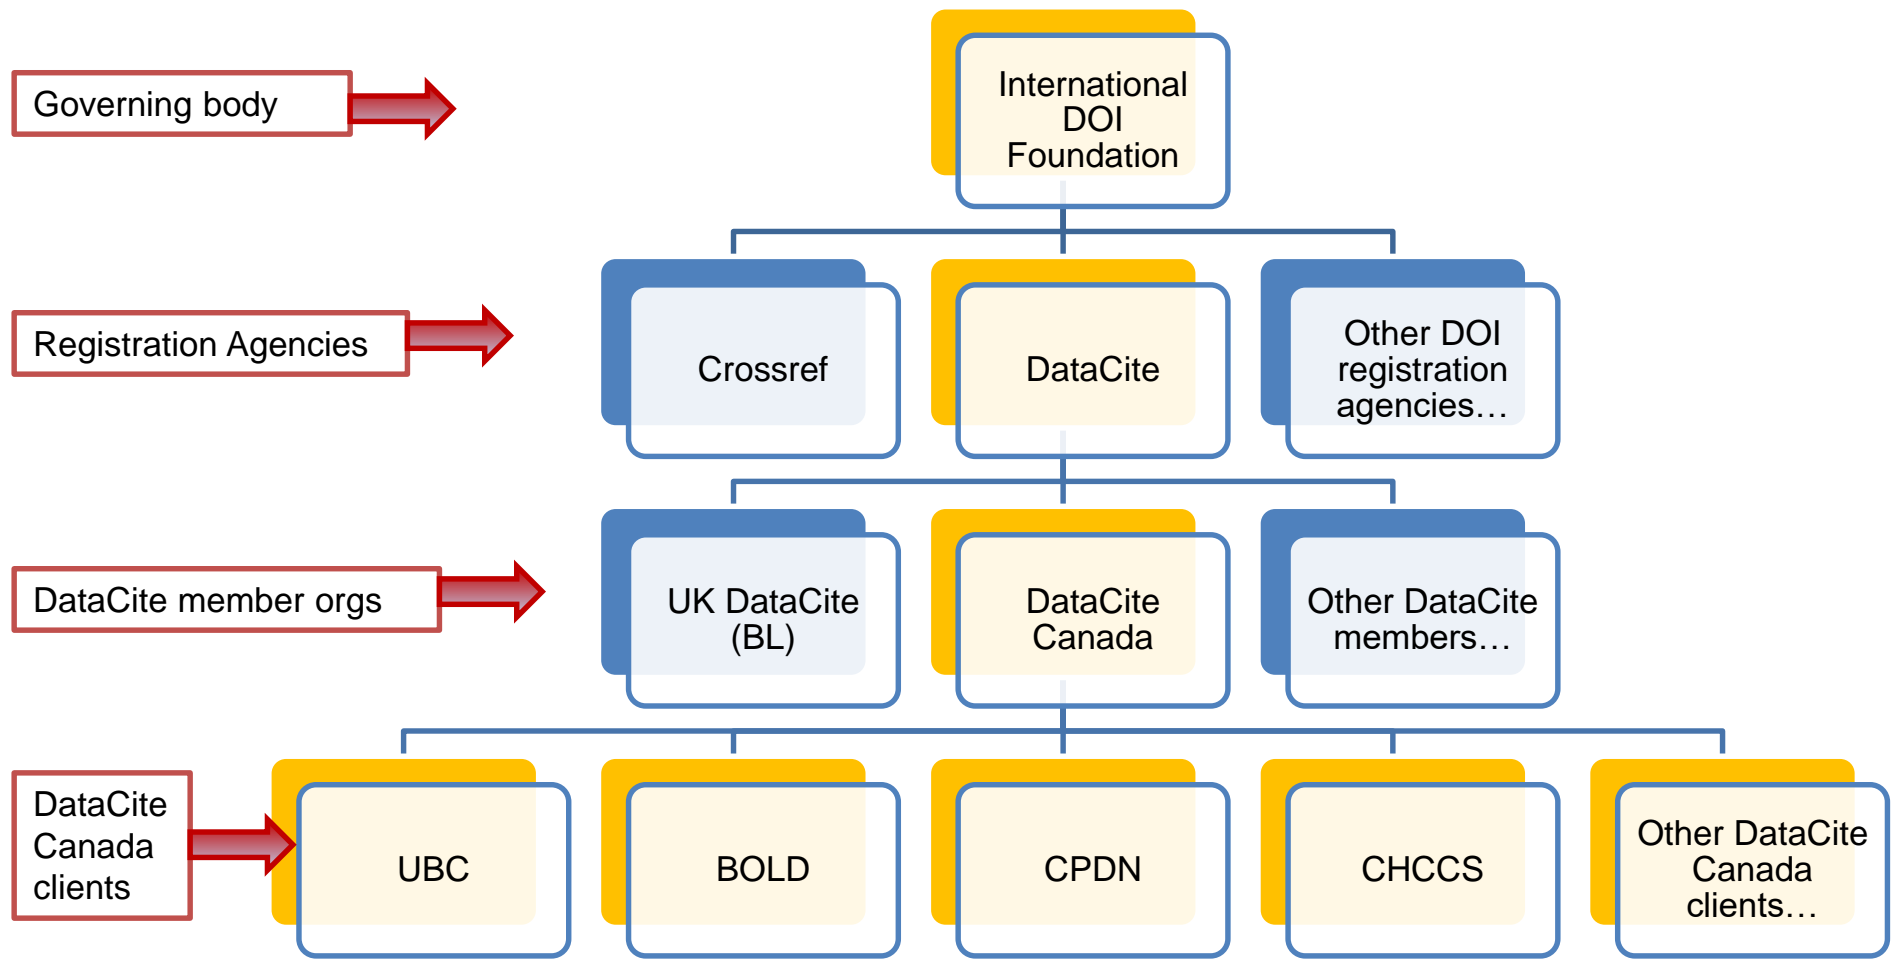 Governing body
International
DOI
Foundation
Registration Agencies
Crossref
DataCite
Other DOI
registration
agencies…
DataCite member orgs
UK DataCite
(BL)
DataCite
Canada
Other DataCite
members…
DataCite
Canada
clients
UBC
BOLD
CPDN
CHCCS
Other DataCite
Canada
clients…